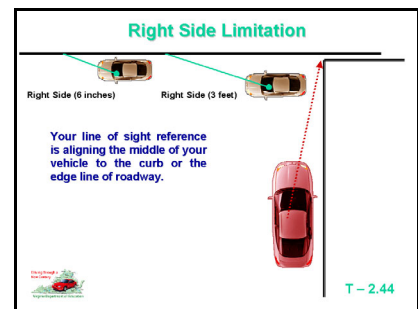 Right Side Limitation
Right Side (6 inches)
Right Side (3 feet)
Your line of sight reference
is aligning the middle of your
vehicle to the curb or the
edge line of roadway.
T – 2.44